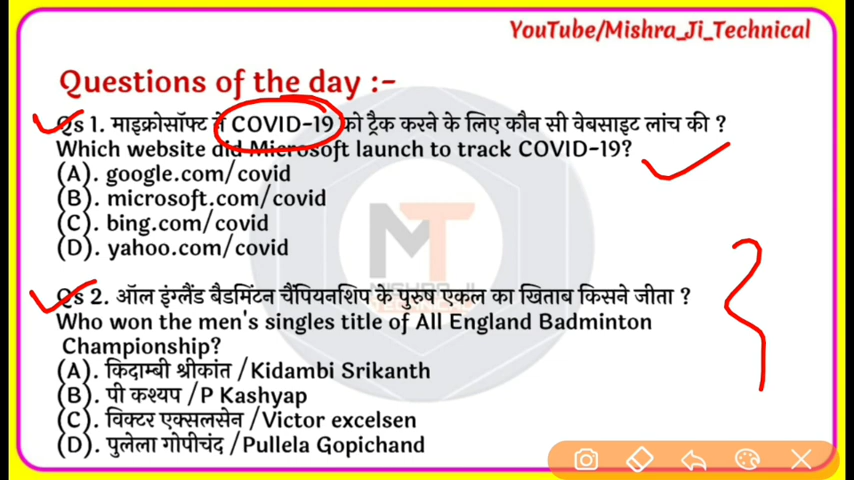 YouTube/Mishra_Ji_Technical
Questions of the day :-
Qs 1. माइक्रोसॉफ्ट ने COVID-19 को ट्रैक करने के लिए कौन सी वेबसाइट लांच की ?
Which website did Microsoft launch to track COVID-19?
(A). google.com/covid
(B). microsoft.com/covid
(C). bing.com/covid
(D). yahoo.com/covid
MT
MISHRA JI
Qs 2. ऑल इंग्लैंड बैडमिंटन चैंपियनशिप के पुरुष एकल का खिताब किसने जीता ?
Who won the men's singles title of All England Badminton
Championship?
(A). किदाम्बी श्रीकांत /Kidambi Srikanth
(B). पी कश्यप /P Kashyap
(C). विक्टर एक्सलसेन /Victor excelsen
(D). पुलेला गोपीचंद /Pullela Gopichand